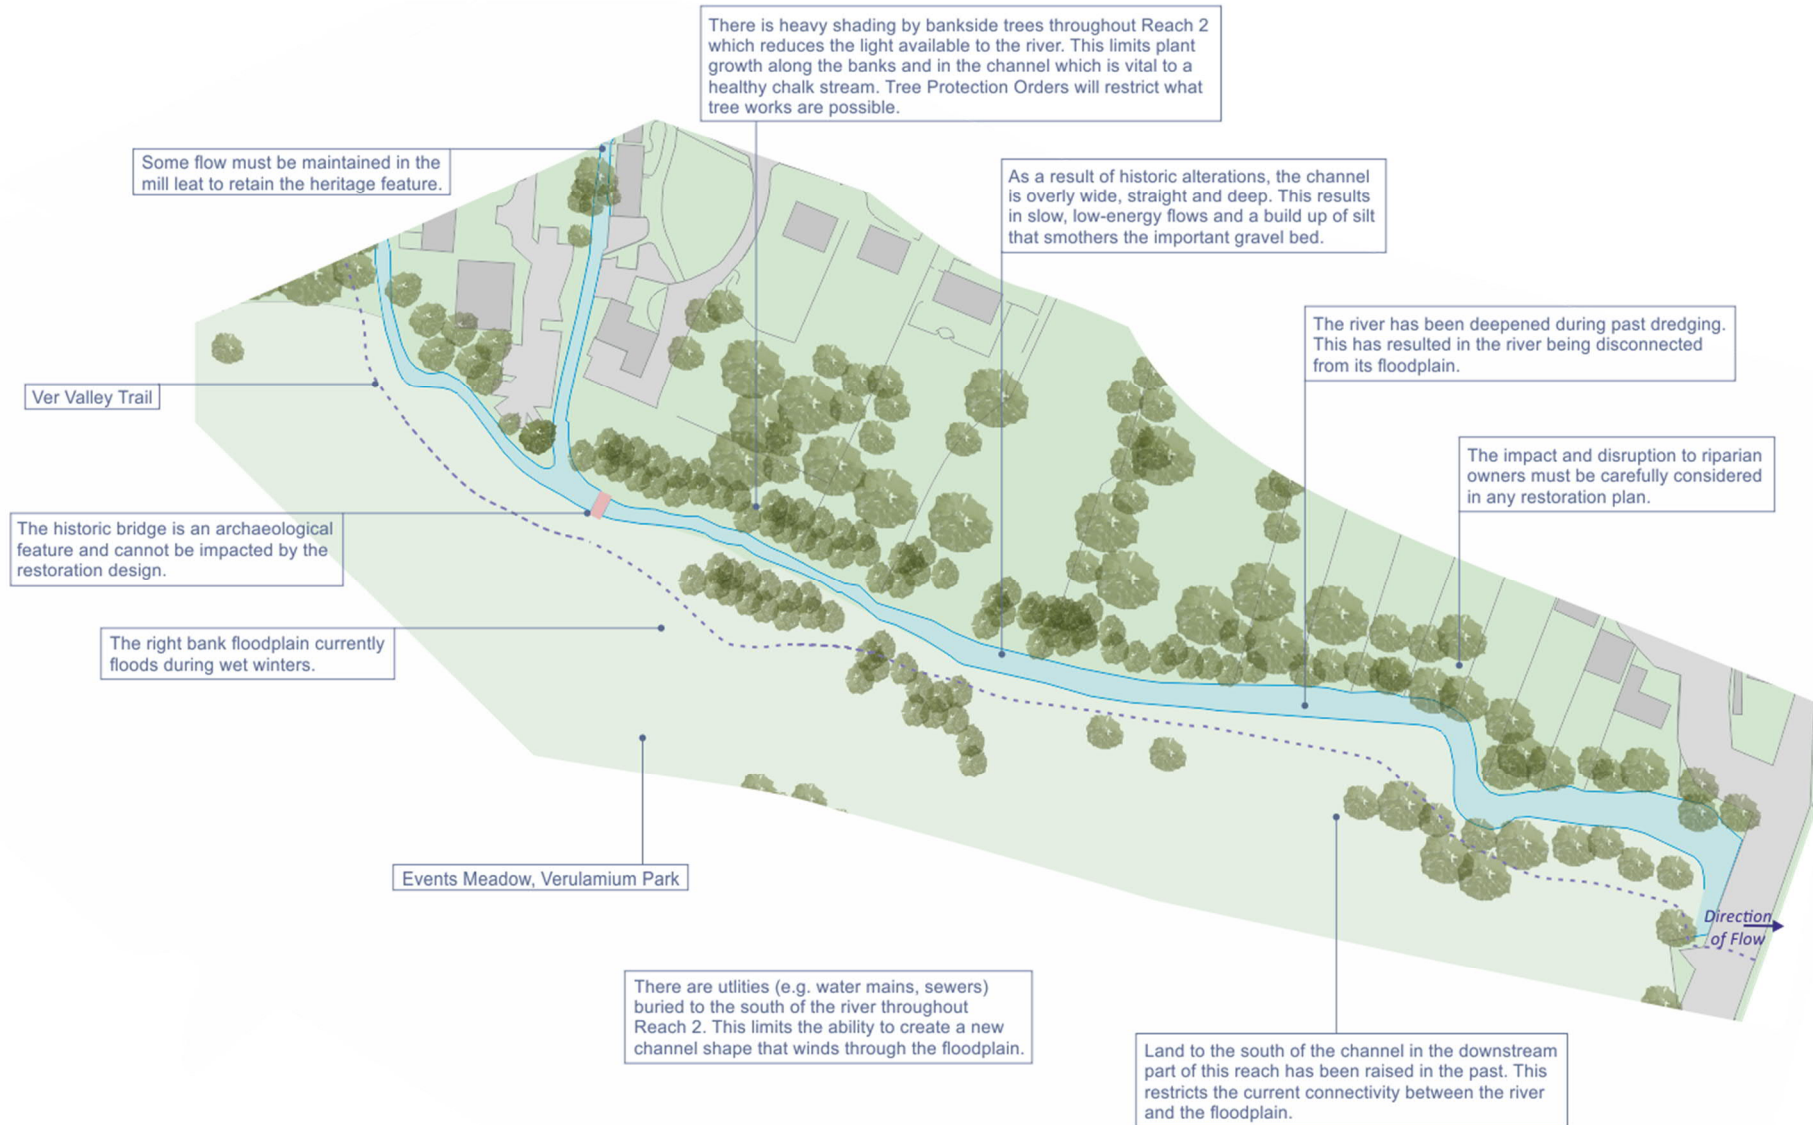 There is heavy shading by bankside trees throughout Reach 2
which reduces the light available to the river. This limits plant
growth along the banks and in the channel which is vital to a
healthy chalk stream. Tree Protection Orders will restrict what
tree works are possible.
Some flow must be maintained in the
mill leat to retain the heritage feature.
As a result of historic alterations, the channel
is overly wide, straight and deep. This results
in slow, low-energy flows and a build up of silt
that smothers the important gravel bed.
The river has been deepened during past dredging.
This has resulted in the river being disconnected
from its floodplain.
Ver Valley Trail
The impact and disruption to riparian
owners must be carefully considered
in any restoration plan.
The historic bridge is an archaeological
feature and cannot be impacted by the
restoration design.
The right bank floodplain currently
floods during wet winters.
Events Meadow, Verulamium Park
Direction
of Flow
There are utlities (e.g. water mains, sewers)
buried to the south of the river throughout
Reach 2. This limits the ability to create a new
channel shape that winds through the floodplain.
Land to the south of the channel in the downstream
part of this reach has been raised in the past. This
restricts the current connectivity between the river
and the floodplain.